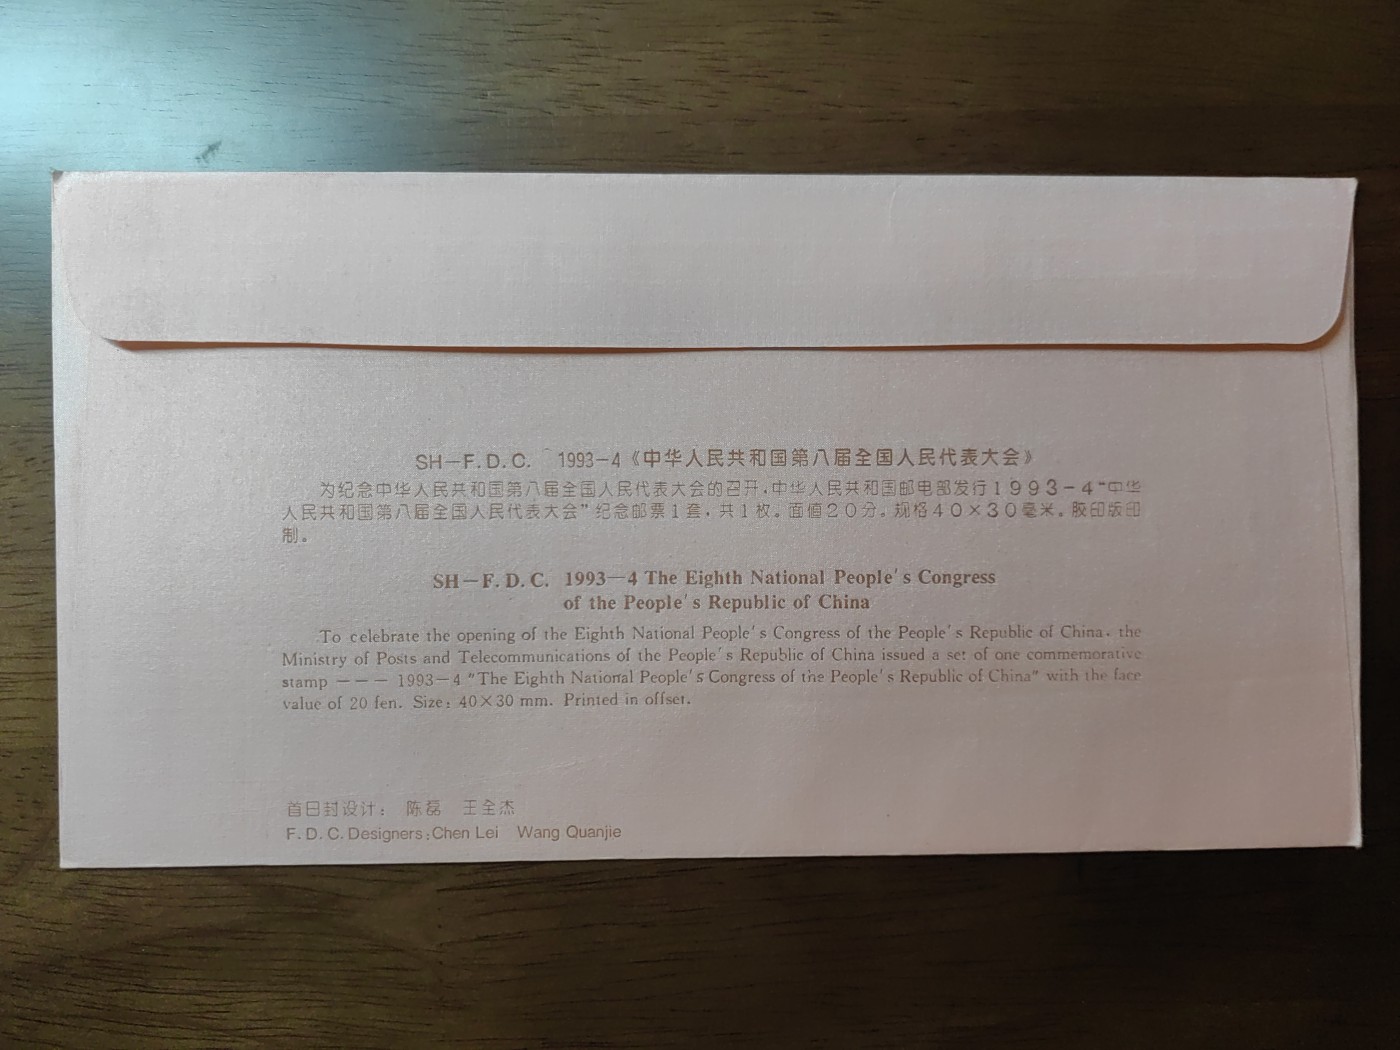 SH－F.D.C. 1993－4《中华人民共和国第八届全国人民代表大会》
为纪念中华人民共和国第八届全国人民代表大会的召开，中华人民共和国邮电部发行1993－4“中华
人民共和国第八届全国人民代表大会”纪念邮票1套，共1枚。面值20分。规格40×30毫米。胶印版印
制。
SH－F.D.C. 1993—4 The Eighth National People's Congress
of the People's Republic of China
To celebrate the opening of the Eighth National People's Congress of the People's Republic of China, the
Ministry of Posts and Telecommunications of the People's Republic of China issued a set of one commemorative
stamp — — — 1993—4 "The Eighth National People's Congress of the People's Republic of China" with the face
value of 20 fen. Size: 40×30 mm. Printed in offset.
首日封设计： 陈磊 王全杰
F.D.C.Designers:Chen Lei Wang Quanjie